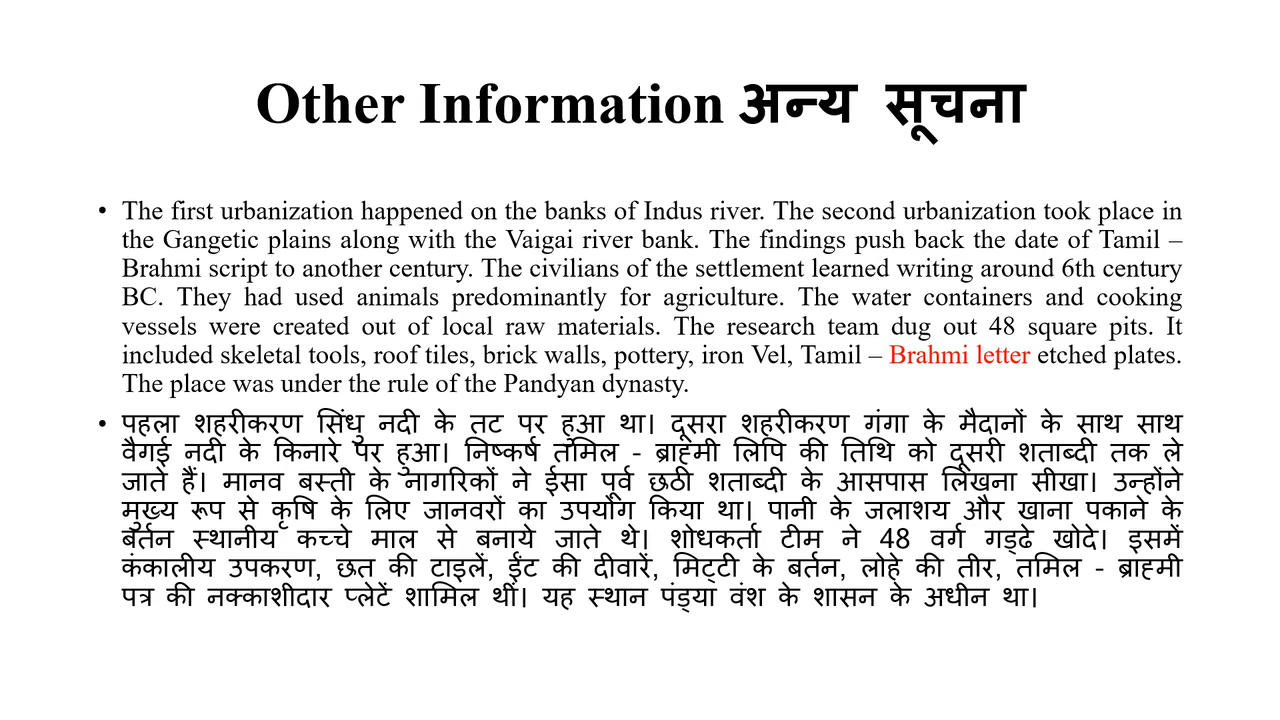 Other Information अन्य सूचना
• The first urbanization happened on the banks of Indus river. The second urbanization took place in
the Gangetic plains along with the Vaigai river bank. The findings push back the date of Tamil –
Brahmi script to another century. The civilians of the settlement learned writing around 6th century
BC. They had used animals predominantly for agriculture. The water containers and cooking
vessels were created out of local raw materials. The research team dug out 48 square pits. It
included skeletal tools, roof tiles, brick walls, pottery, iron Vel, Tamil – Brahmi letter etched plates.
The place was under the rule of the Pandyan dynasty.
• पहला शहरीकरण सिंधु नदी के तट पर हुआ था। दूसरा शहरीकरण गंगा के मैदानों के साथ साथ
वैगई नदी के किनारे पर हुआ। निष्कर्ष तमिल - ब्राह्मी लिपि की तिथि को दूसरी शताब्दी तक ले
जाते हैं। मानव बस्ती के नागरिकों ने ईसा पूर्व छठी शताब्दी के आसपास लिखना सीखा। उन्होंने
मुख्य रूप से कृषि के लिए जानवरों का उपयोग किया था। पानी के जलाशय और खाना पकाने के
बर्तन स्थानीय कच्चे माल से बनाये जाते थे। शोधकर्ता टीम ने 48 वर्ग गड्ढे खोदे। इसमें
कंकालीय उपकरण, छत की टाइलें, ईंट की दीवारें, मिट्टी के बर्तन, लोहे की तीर, तमिल - ब्राह्मी
पत्र की नक्काशीदार प्लेटें शामिल थीं। यह स्थान पंड्या वंश के शासन के अधीन था।